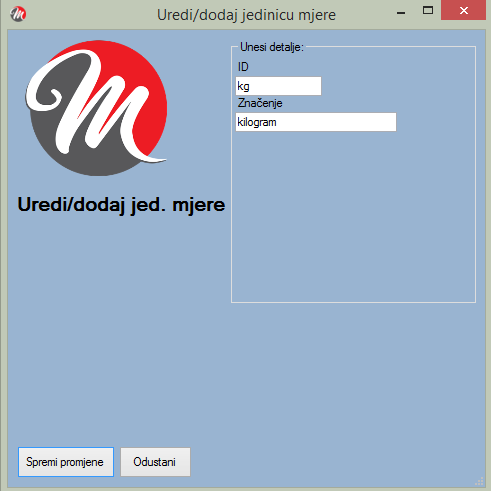 Uredi/dodaj jedinicu mjere
M
Uredi/dodaj jed. mjere
Unesi detalje:
ID
kg
Značenje
kilogram
Spremi promjene
Odustani